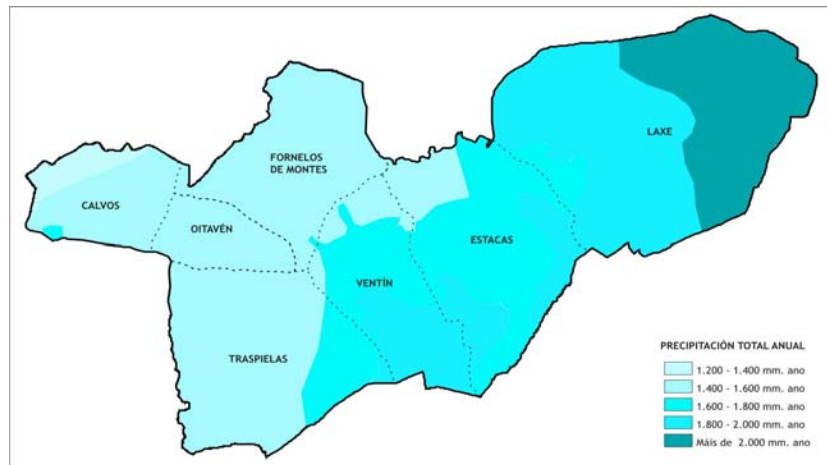 LAXE
FORNELOS
DE MONTES
CALVOS
OITAVÉN
ESTACAS
VENTÍN
TRASPIELAS
PRECIPITACIÓN TOTAL ANUAL
1.200 - 1.400 mm. ano
1.400 - 1.600 mm. ano
1.600 - 1.800 mm. ano
1.800 - 2.000 mm. ano
Máis de 2.000 mm. ano